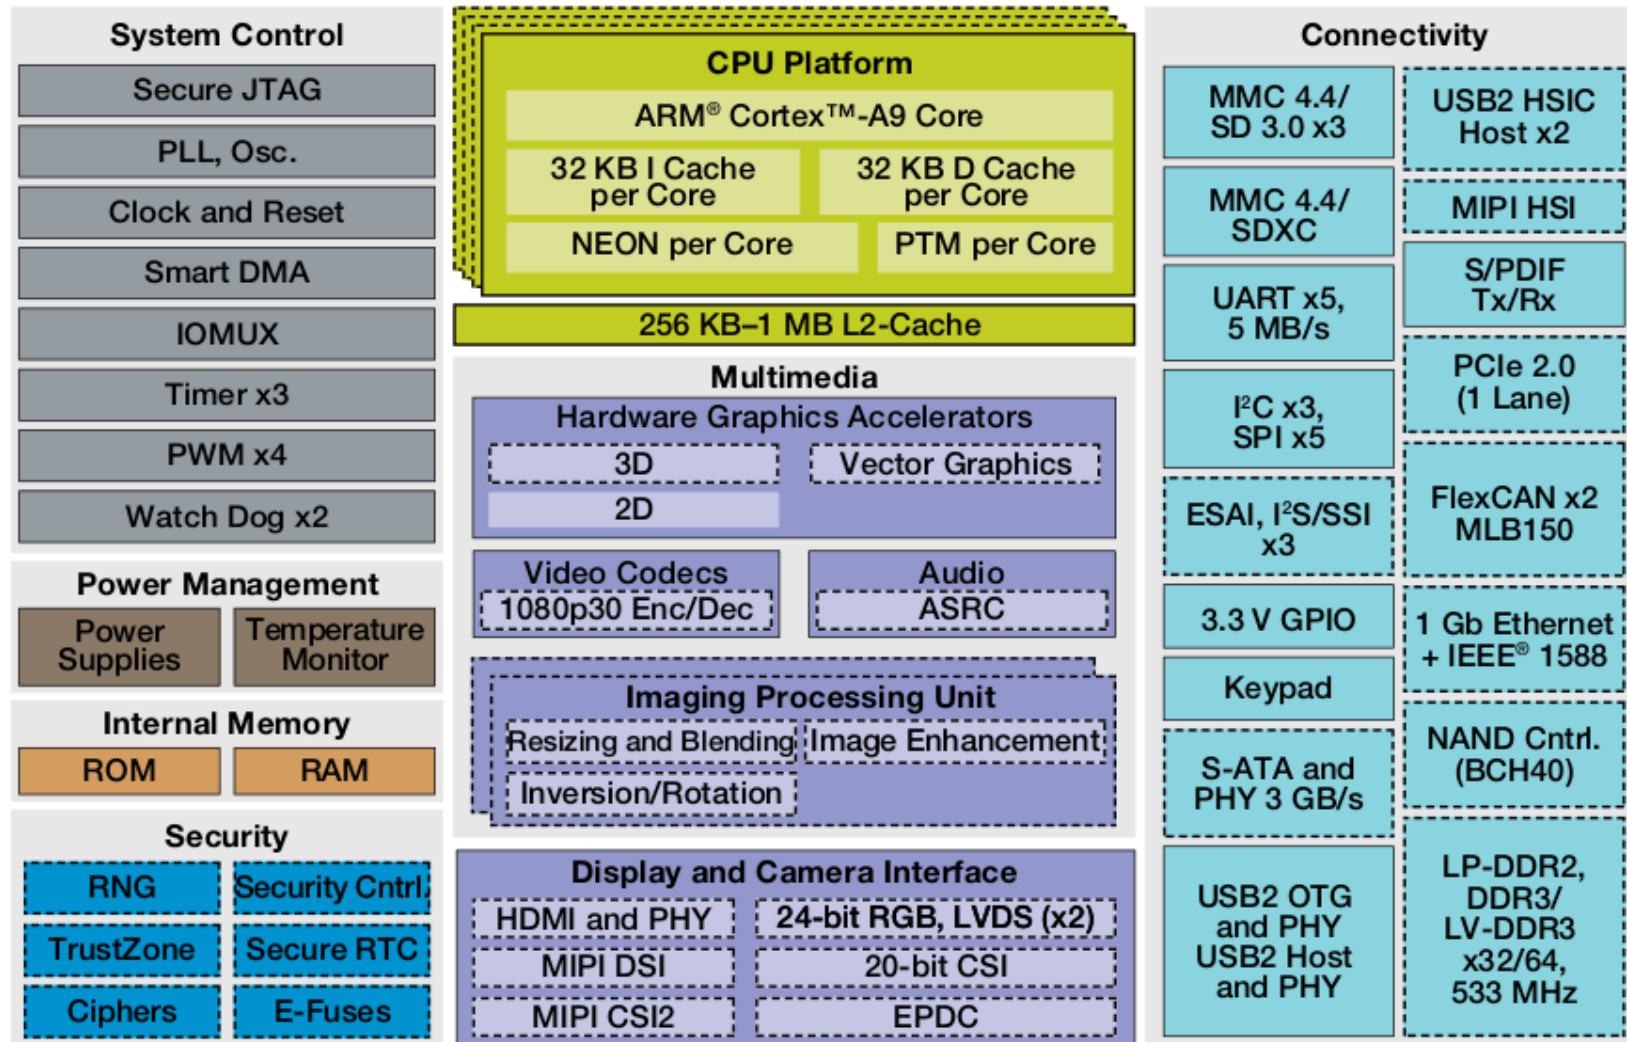 System Control
Secure JTAG
PLL, Osc.
Clock and Reset
Smart DMA
IOMUX
Timer x3
PWM x4
Watch Dog x2
Power Management
Power
Supplies
Temperature
Monitor
Internal Memory
ROM
RAM
Security
RNG
Security Cntrl.
TrustZone
Secure RTC
Ciphers
E-Fuses
CPU Platform
ARM® Cortex™-A9 Core
32 KB I Cache
per Core
32 KB D Cache
per Core
NEON per Core
PTM per Core
256 KB–1 MB L2-Cache
Multimedia
Hardware Graphics Accelerators
3D
Vector Graphics
2D
Video Codecs
1080p30 Enc/Dec
Audio
ASRC
Imaging Processing Unit
Resizing and Blending
Image Enhancement
Inversion/Rotation
Display and Camera Interface
HDMI and PHY
24-bit RGB, LVDS (x2)
MIPI DSI
20-bit CSI
MIPI CSI2
EPDC
Connectivity
MMC 4.4/
SD 3.0 x3
MMC 4.4/
SDXC
UART x5,
5 MB/s
I²C x3,
SPI x5
ESAI, I²S/SSI
x3
3.3 V GPIO
Keypad
S-ATA and
PHY 3 GB/s
USB2 OTG
and PHY
USB2 Host
and PHY
USB2 HSIC
Host x2
MIPI HSI
S/PDIF
Tx/Rx
PCIe 2.0
(1 Lane)
FlexCAN x2
MLB150
1 Gb Ethernet
+ IEEE® 1588
NAND Cntrl.
(BCH40)
LP-DDR2,
DDR3/
LV-DDR3
x32/64,
533 MHz